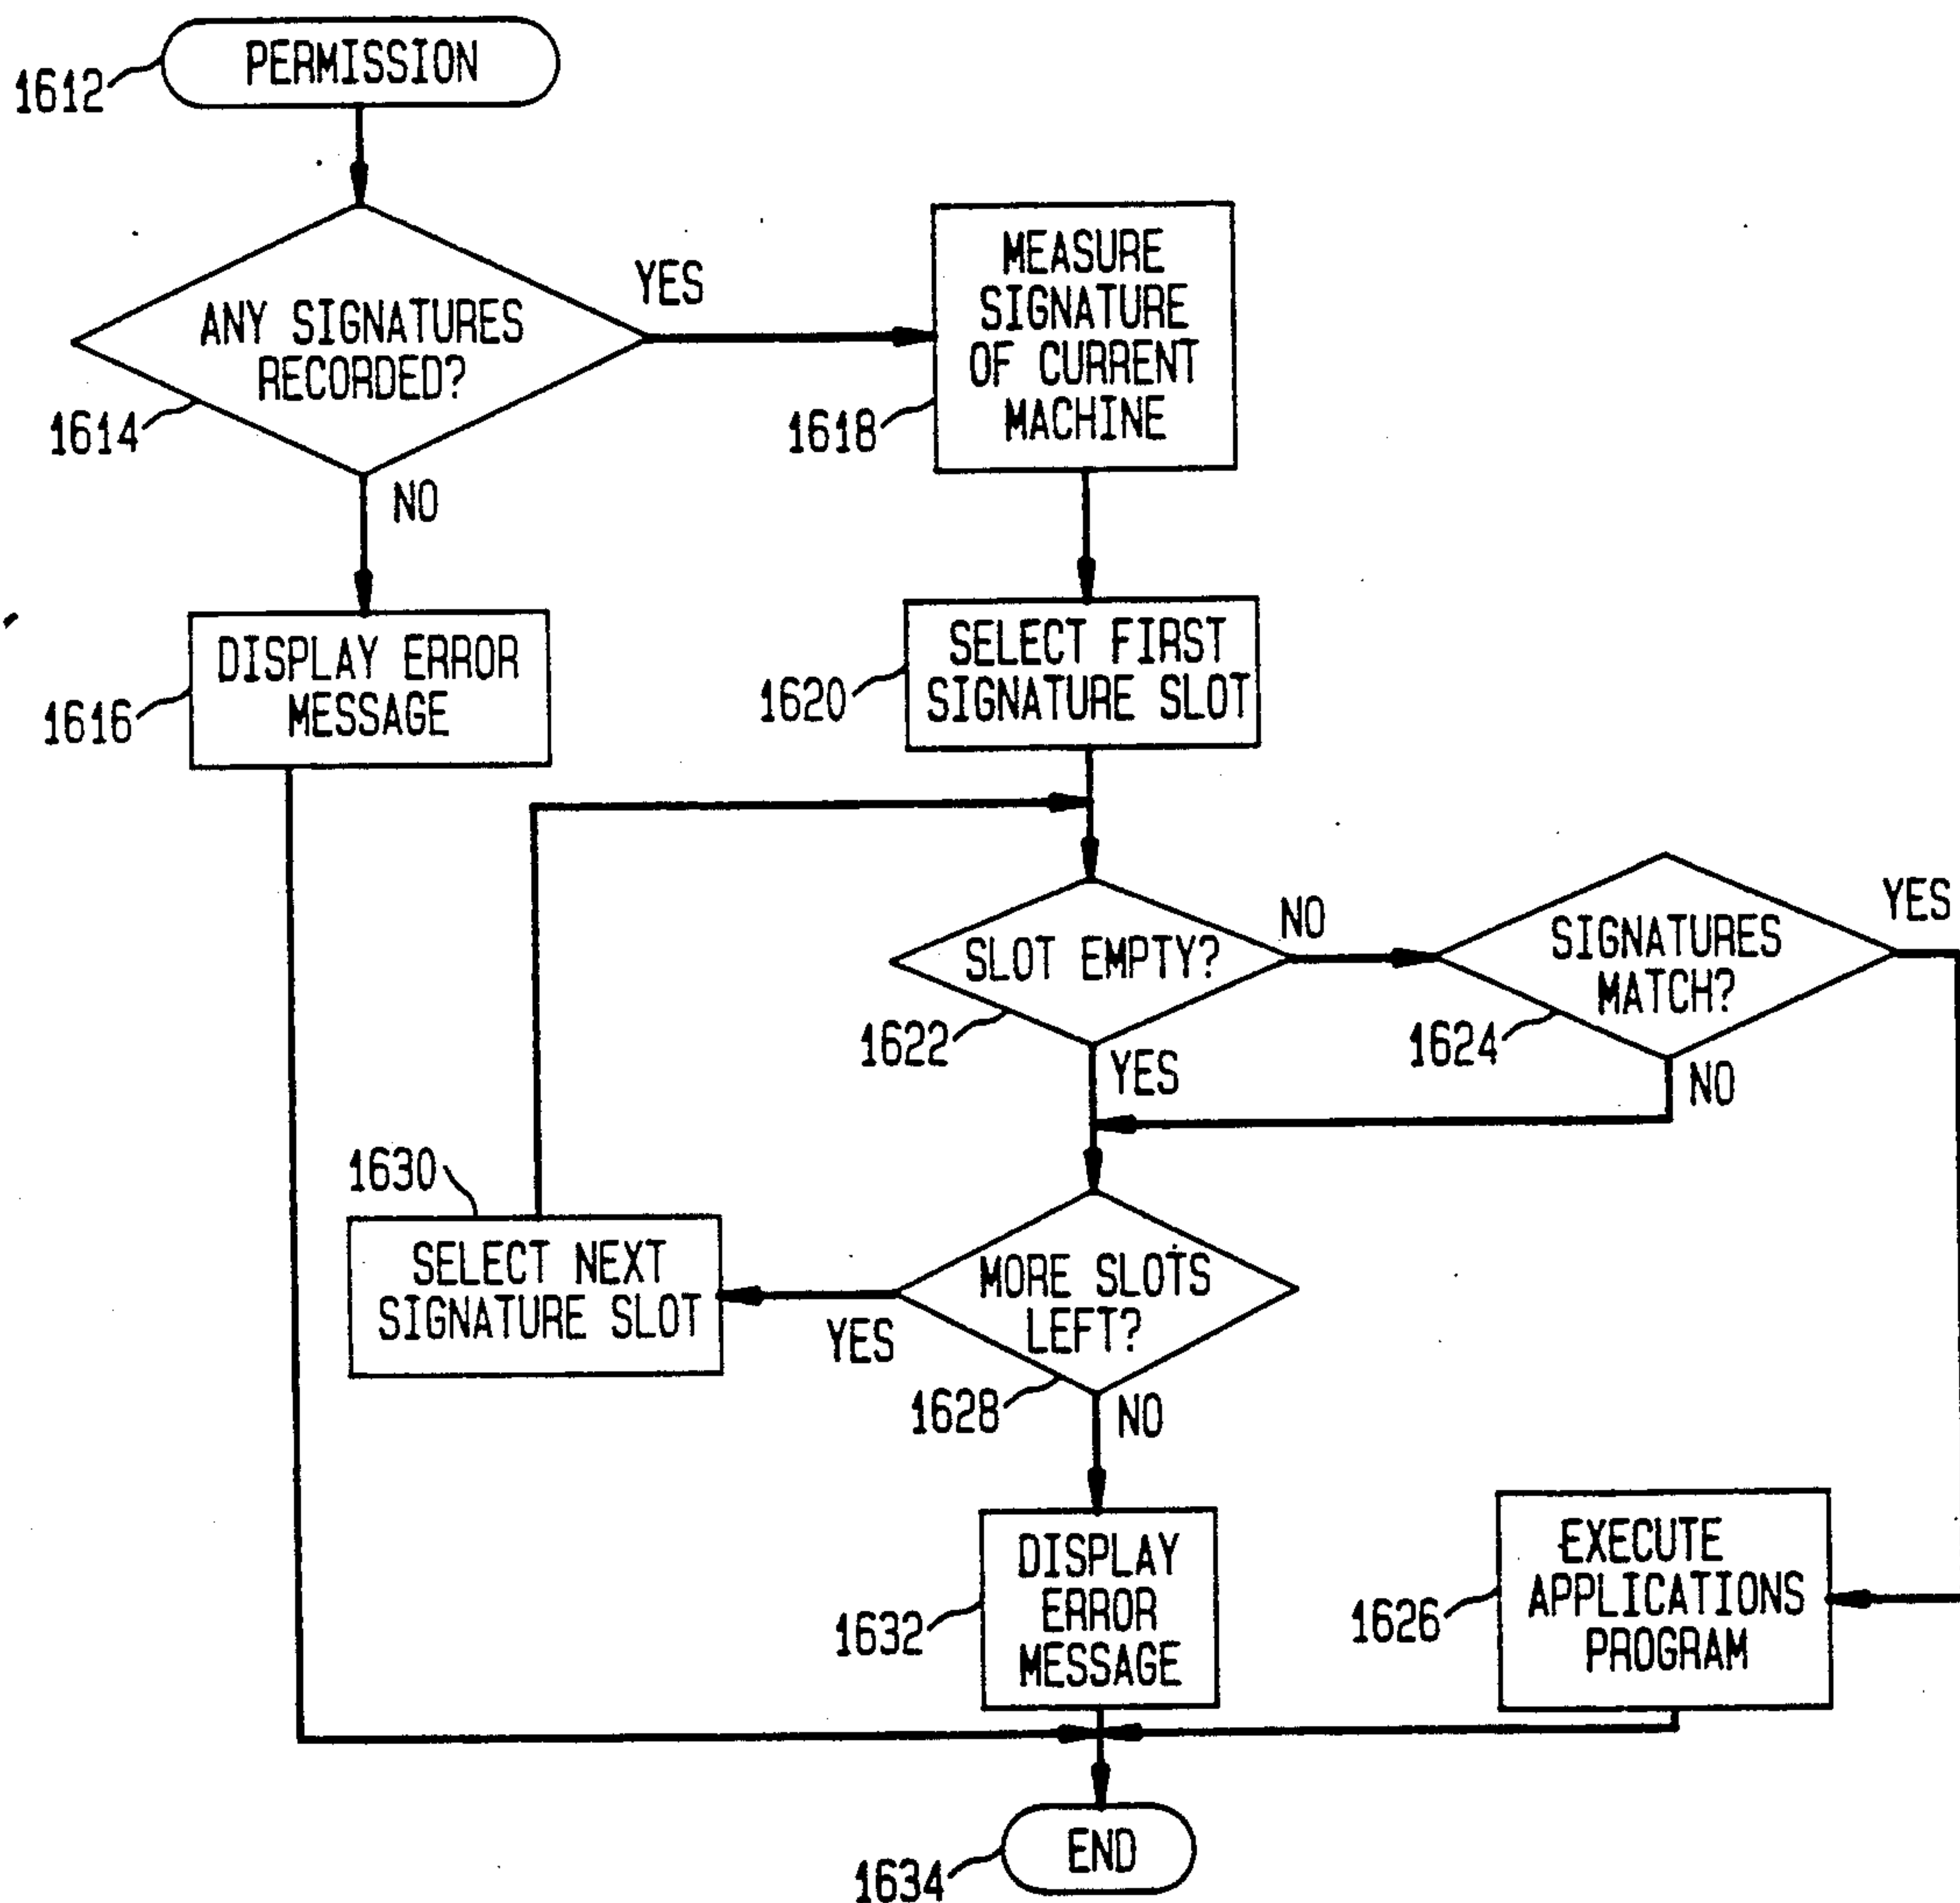 PERMISSION
1612
ANY SIGNATURES
RECORDED?
1614
YES
NO
MEASURE
SIGNATURE
OF CURRENT
MACHINE
1618
DISPLAY ERROR
MESSAGE
1616
SELECT FIRST
SIGNATURE SLOT
1620
SLOT EMPTY?
1622
NO
YES
SIGNATURES
MATCH?
1624
YES
NO
1630
SELECT NEXT
SIGNATURE SLOT
MORE SLOTS
LEFT?
YES
1628
NO
DISPLAY
ERROR
MESSAGE
1632
EXECUTE
APPLICATIONS
PROGRAM
1626
END
1634